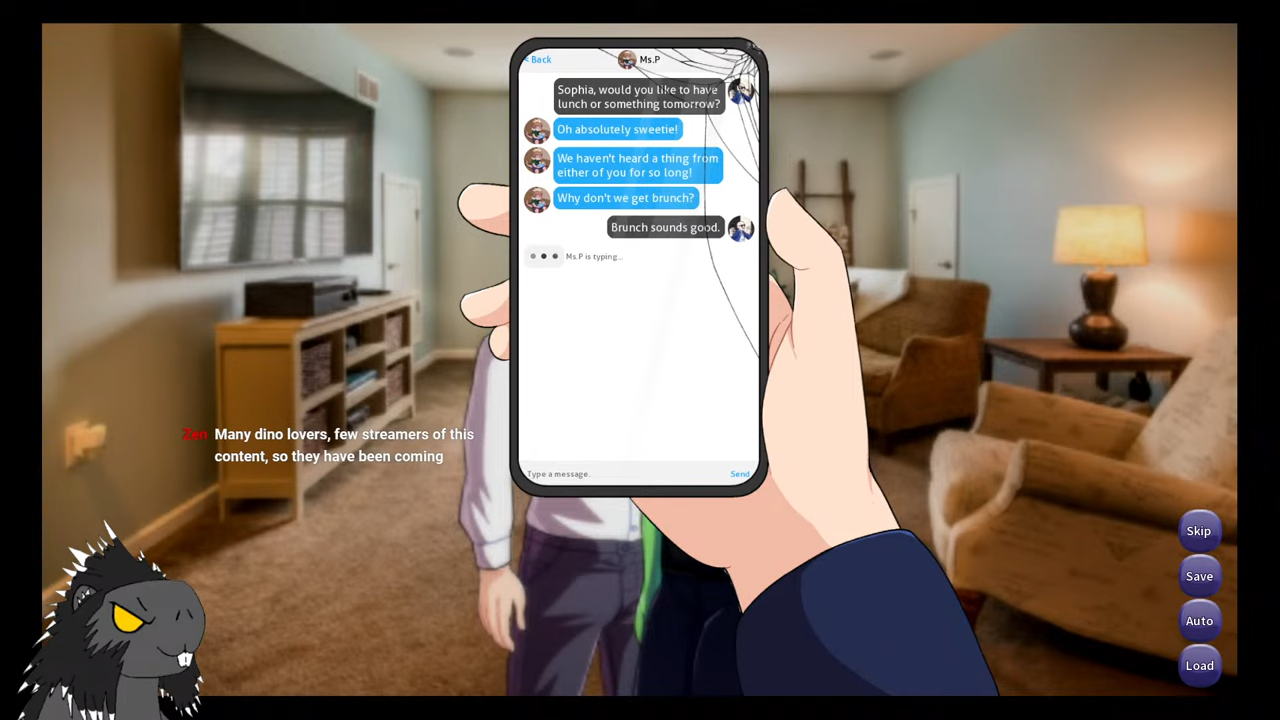 < Back
Ms.P
Sophia, would you like to have
lunch or something tomorrow?
Oh absolutely sweetie!
We haven't heard a thing from
either of you for so long!
Why don't we get brunch?
Brunch sounds good.
Ms.P is typing...
Type a message.
Send
Zen Many dino lovers, few streamers of this
content, so they have been coming
Skip
Save
Auto
Load